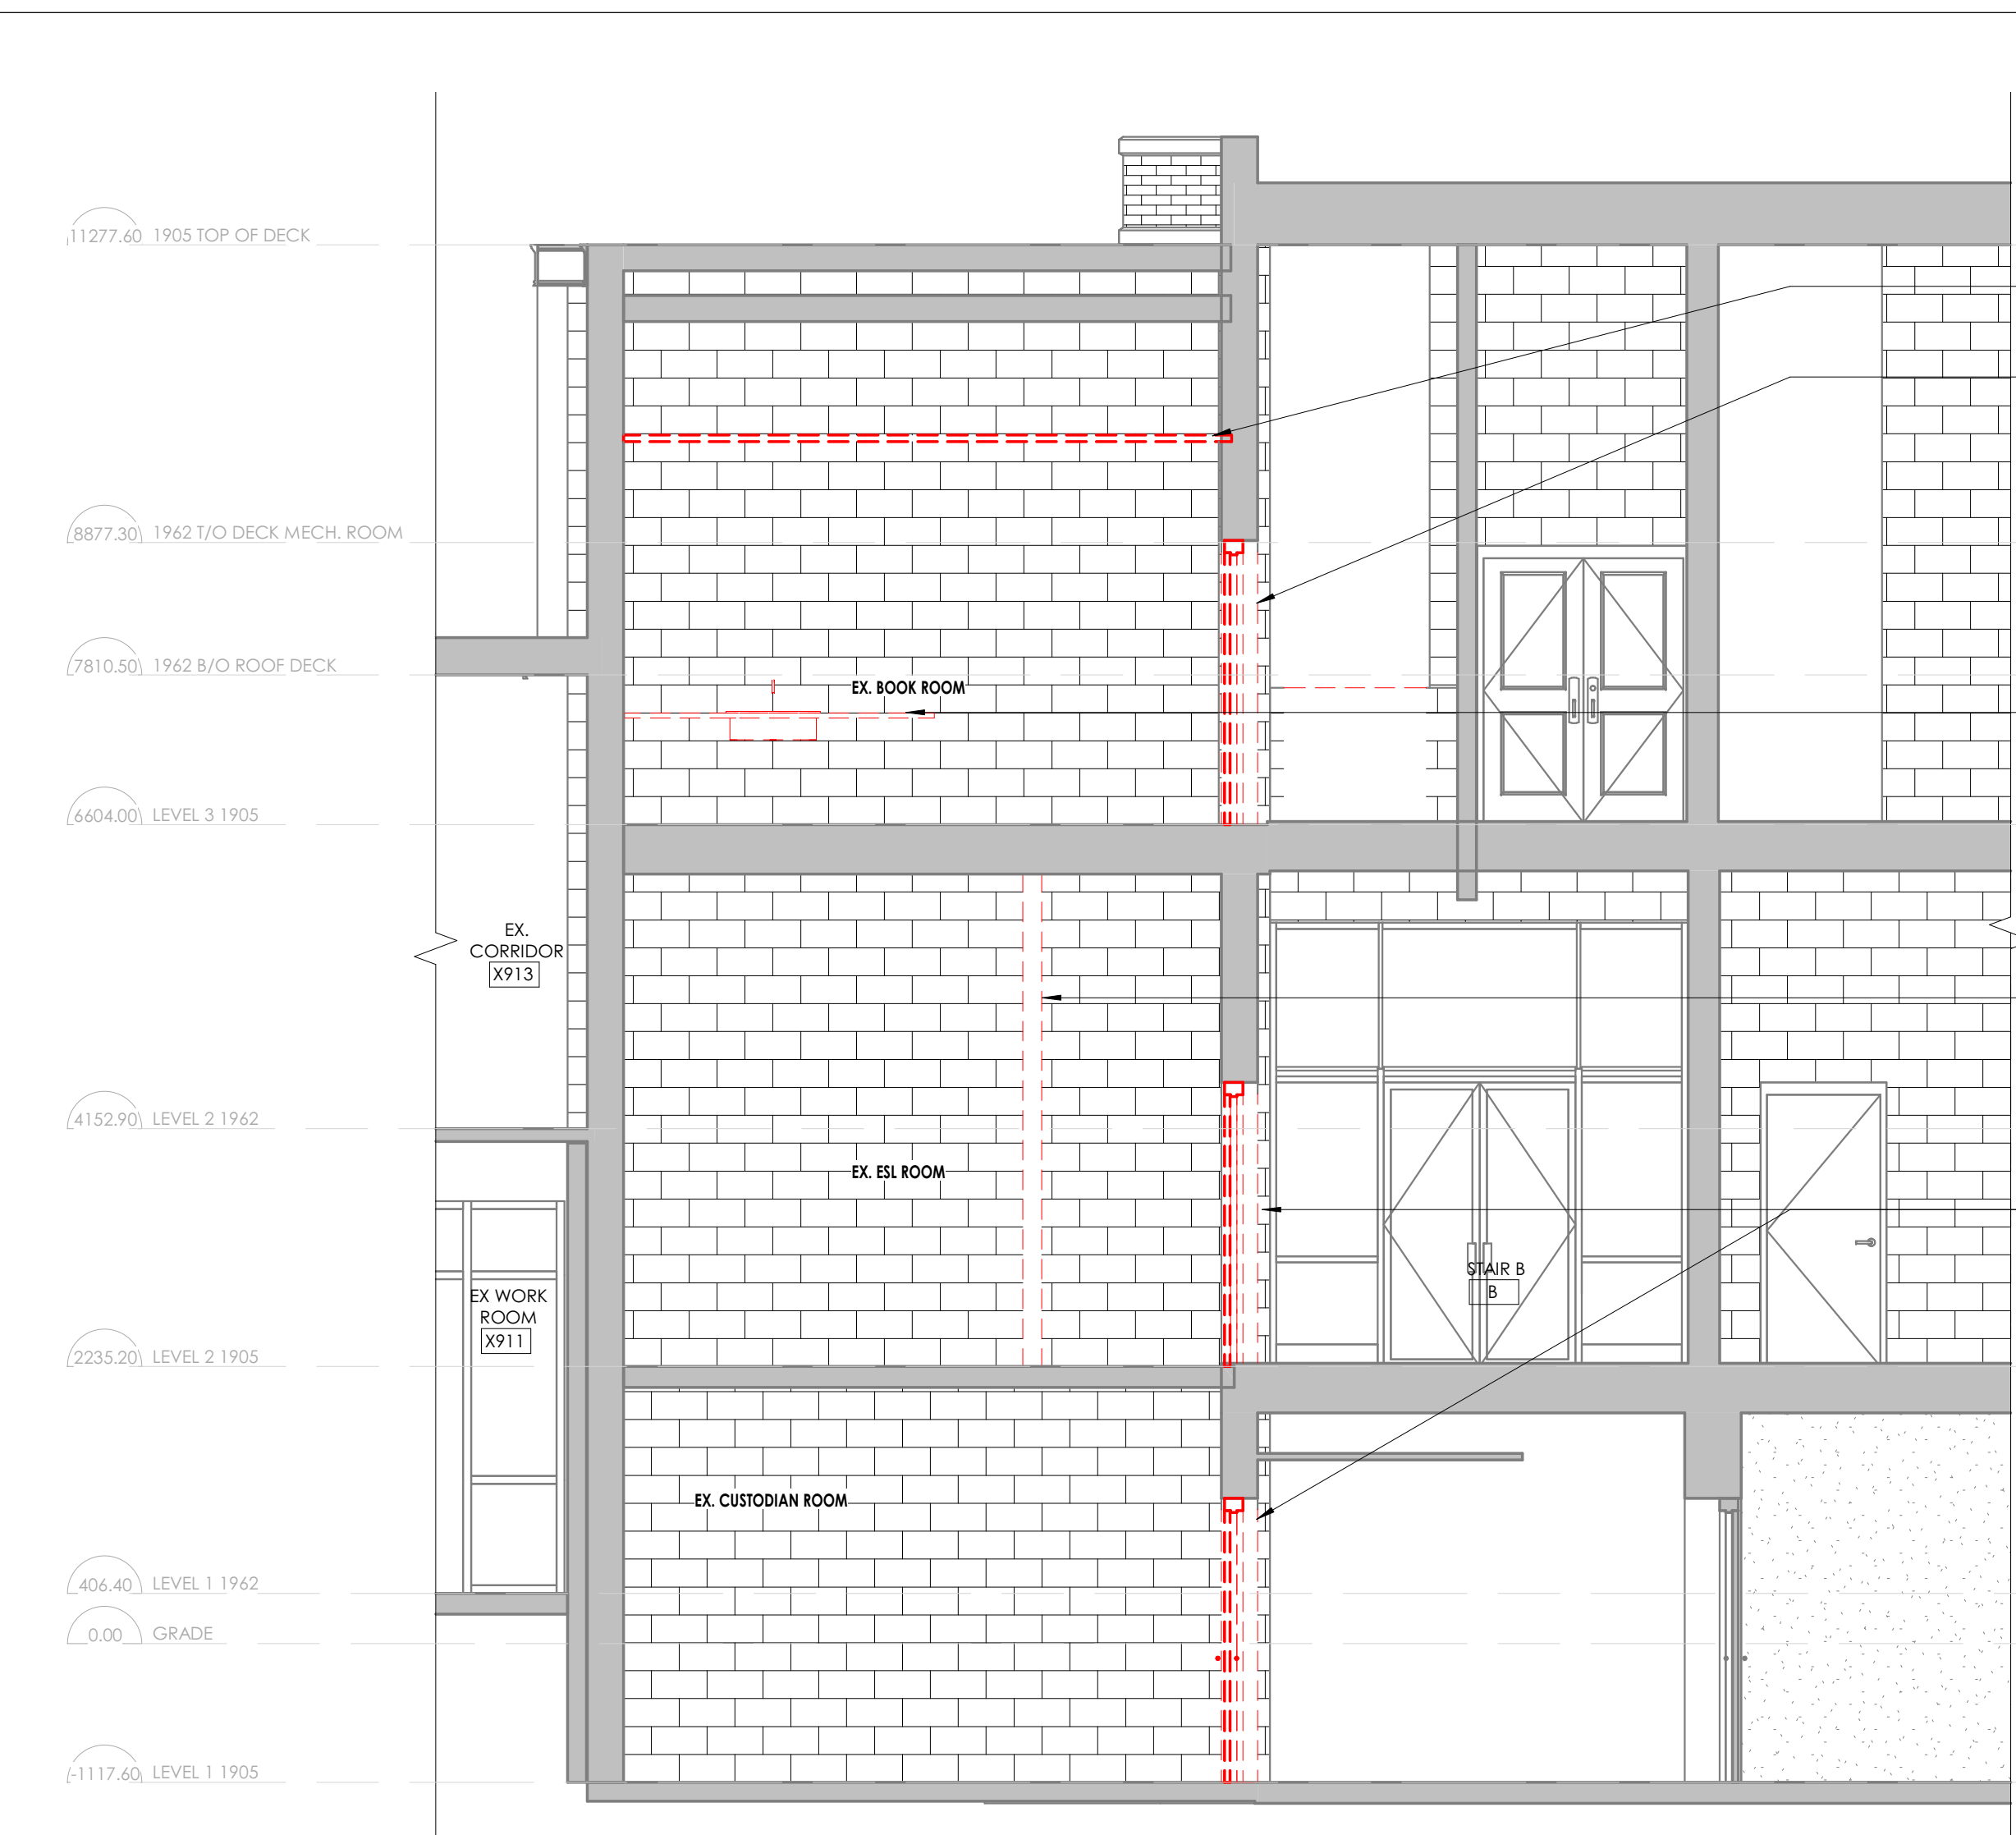 11277.60 1905 TOP OF DECK
8877.30 1962 T/O DECK MECH. ROOM
7810.50 1962 B/O ROOF DECK
EX. BOOK ROOM
6604.00 LEVEL 3 1905
EX.
CORRIDOR
X913
4152.90 LEVEL 2 1962
EX. ESL ROOM
STAIR B
B
EX WORK
ROOM
X911
2235.20 LEVEL 2 1905
EX. CUSTODIAN ROOM
406.40 LEVEL 1 1962
0.00 GRADE
-1117.60 LEVEL 1 1905